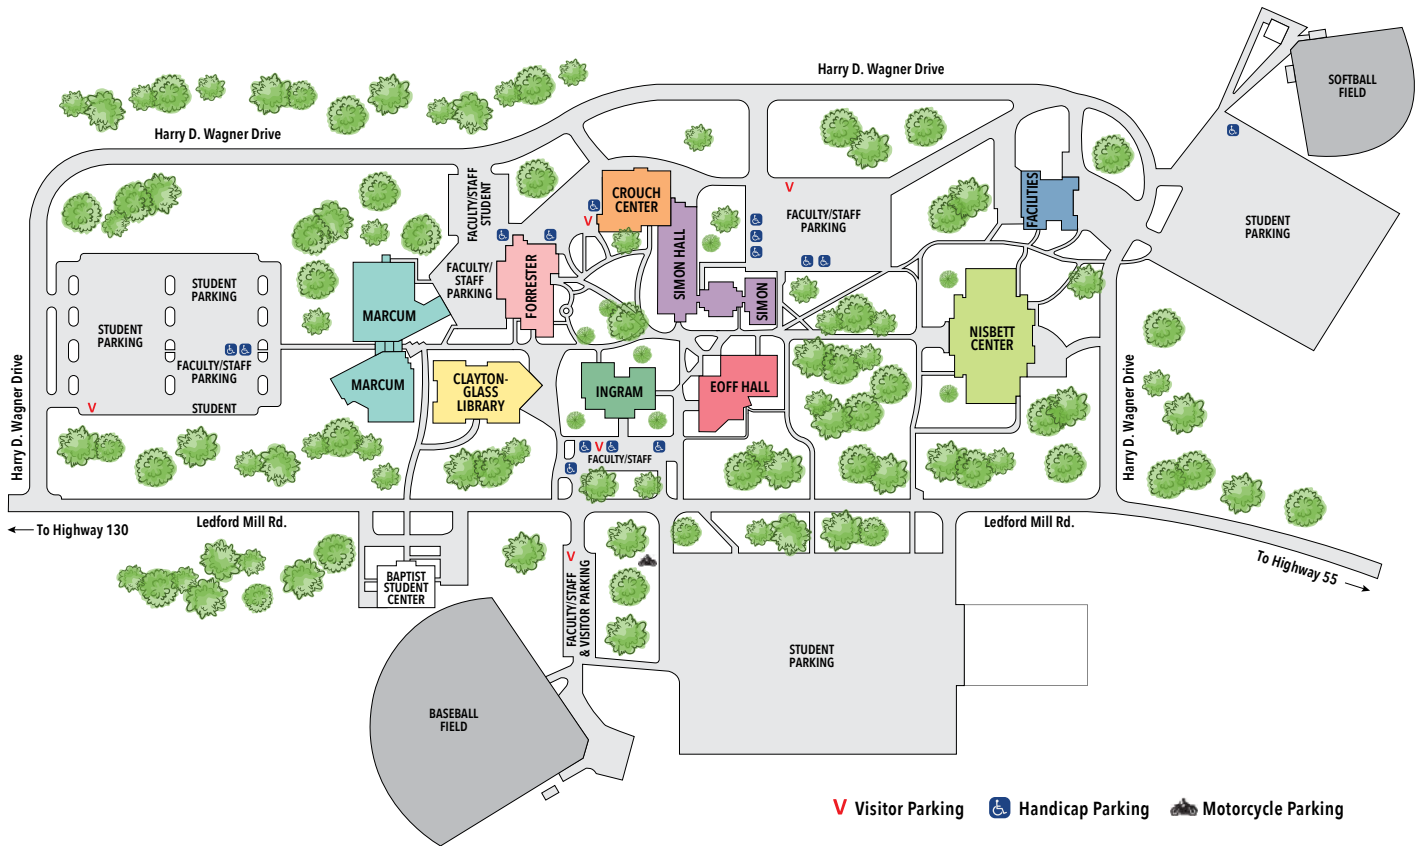 Harry D. Wagner Drive
SOFTBALL
FIELD
Harry D. Wagner Drive
FACULTY/STAFF
STUDENT
CROUCH
CENTER
V
V
FACULTY/STAFF
PARKING
FACILITIES
STUDENT
PARKING
SIMON HALL
SIMON
FORRESTER
FACULTY/
STAFF
PARKING
STUDENT
PARKING
STUDENT
PARKING
FACULTY/STAFF
PARKING
STUDENT
V
MARCUM
MARCUM
CLAYTON-
GLASS
LIBRARY
INGRAM
EOFF HALL
NISBETT
CENTER
Harry D. Wagner Drive
Harry D. Wagner Drive
V
FACULTY/STAFF
Ledford Mill Rd.
Ledford Mill Rd.
To Highway 130
To Highway 55
BAPTIST
STUDENT
CENTER
V
FACULTY/STAFF
& VISITOR PARKING
STUDENT
PARKING
BASEBALL
FIELD
V Visitor Parking
Handicap Parking
Motorcycle Parking